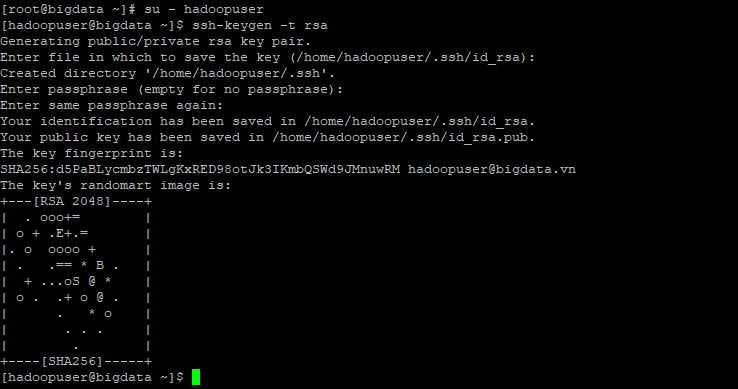 [root@bigdata ~]# su - hadoopuser
[hadoopuser@bigdata ~]$ ssh-keygen -t rsa
Generating public/private rsa key pair.
Enter file in which to save the key (/home/hadoopuser/.ssh/id_rsa):
Created directory '/home/hadoopuser/.ssh'.
Enter passphrase (empty for no passphrase):
Enter same passphrase again:
Your identification has been saved in /home/hadoopuser/.ssh/id_rsa.
Your public key has been saved in /home/hadoopuser/.ssh/id_rsa.pub.
The key fingerprint is:
SHA256:d5PaBLycmbzTWLgKxRED98otJk3IKmbQSWd9JMnuwRM hadoopuser@bigdata.vn
The key's randomart image is:
+---[RSA 2048]----+
|  . ooo+=        |
| o + .E+.=       |
|. o  oooo +      |
| .   .== * B .   |
|  + ...oS @ *    |
| o .  .+ o @ .   |
|      .   * o    |
|       . . .     |
|        .        |
+----[SHA256]-----+
[hadoopuser@bigdata ~]$